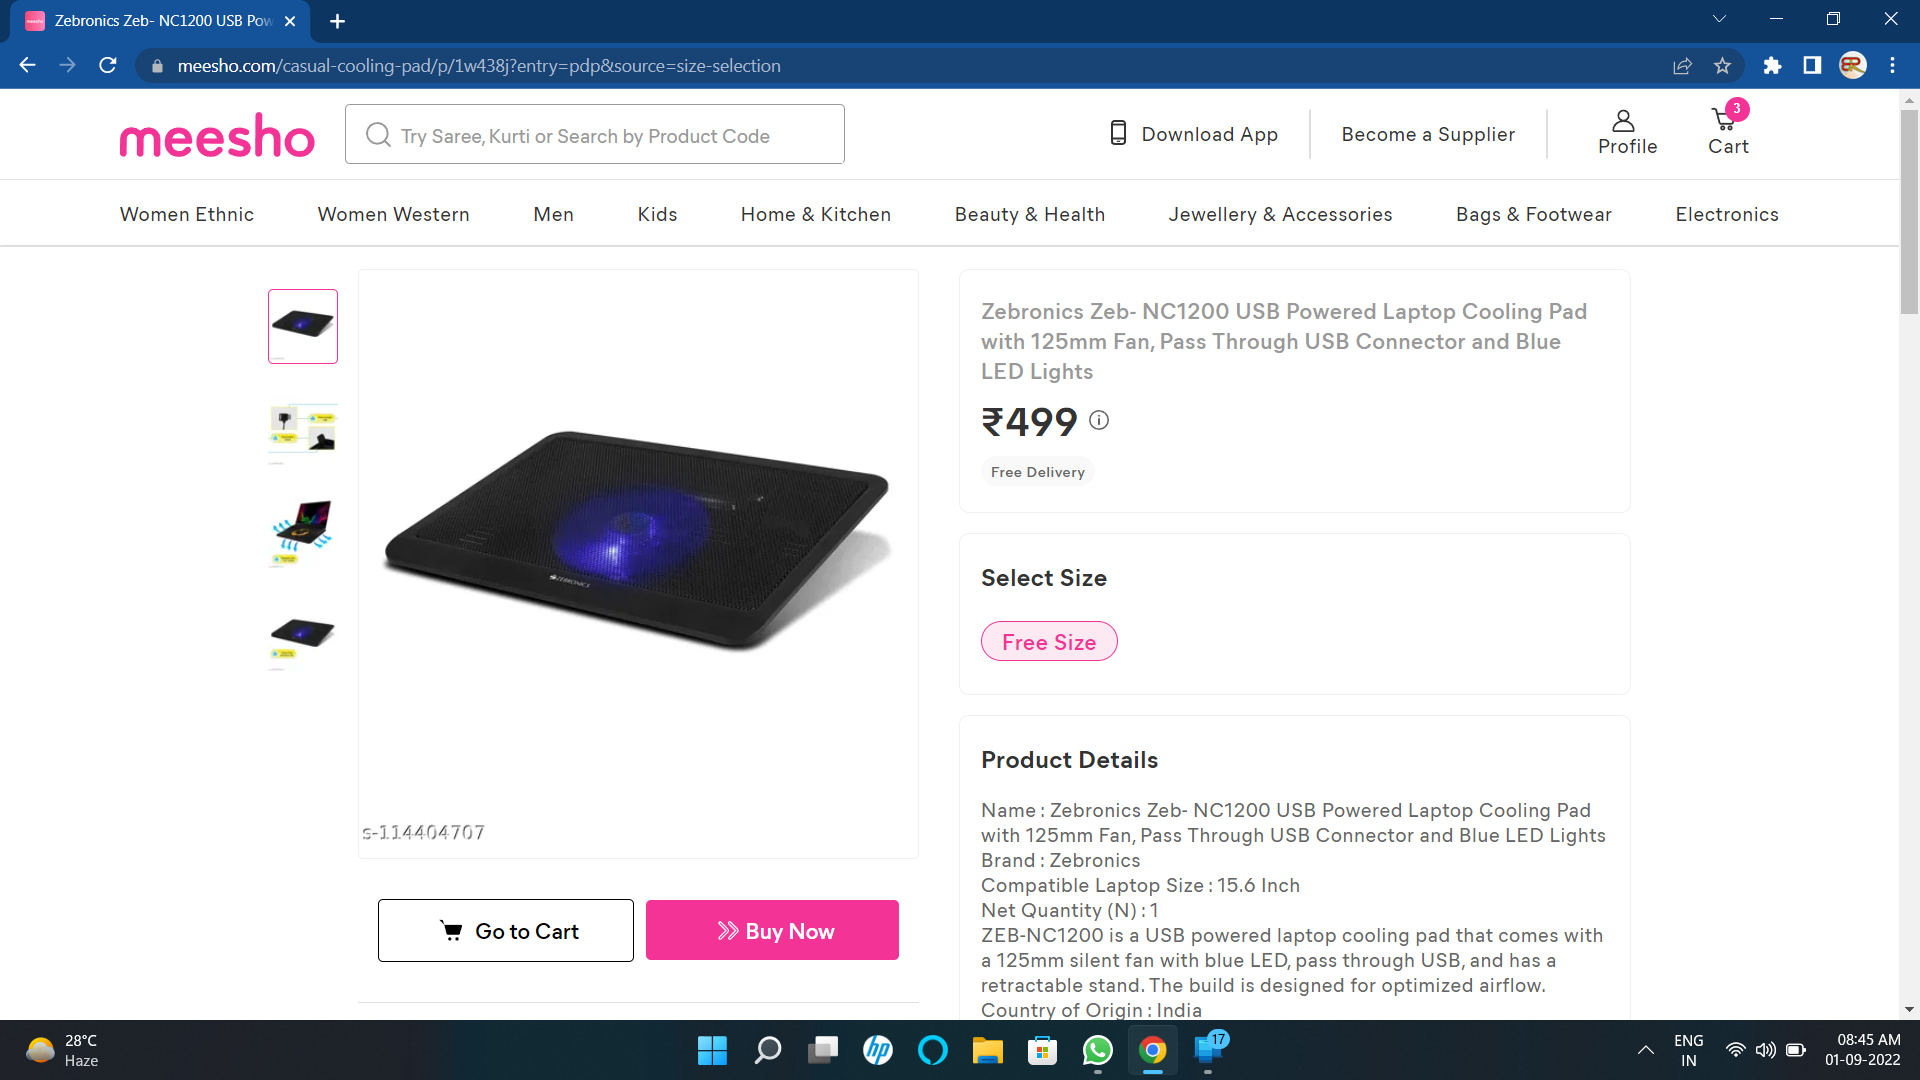 Zebronics Zeb- NC1200 USB Pow
meesho.com/casual-cooling-pad/p/1w438j?entry=pdp&source=size-selection
meesho
Try Saree, Kurti or Search by Product Code
Download App
Become a Supplier
Profile
3
Cart
Women Ethnic
Women Western
Men
Kids
Home & Kitchen
Beauty & Health
Jewellery & Accessories
Bags & Footwear
Electronics
ZEBRONICS
s-114404707
Go to Cart
Buy Now
Zebronics Zeb- NC1200 USB Powered Laptop Cooling Pad
with 125mm Fan, Pass Through USB Connector and Blue
LED Lights
₹499
Free Delivery
Select Size
Free Size
Product Details
Name : Zebronics Zeb- NC1200 USB Powered Laptop Cooling Pad
with 125mm Fan, Pass Through USB Connector and Blue LED Lights
Brand : Zebronics
Compatible Laptop Size : 15.6 Inch
Net Quantity (N) : 1
ZEB-NC1200 is a USB powered laptop cooling pad that comes with
a 125mm silent fan with blue LED, pass through USB, and has a
retractable stand. The build is designed for optimized airflow.
Country of Origin : India
28°C
Haze
hp
17
ENG
IN
08:45 AM
01-09-2022